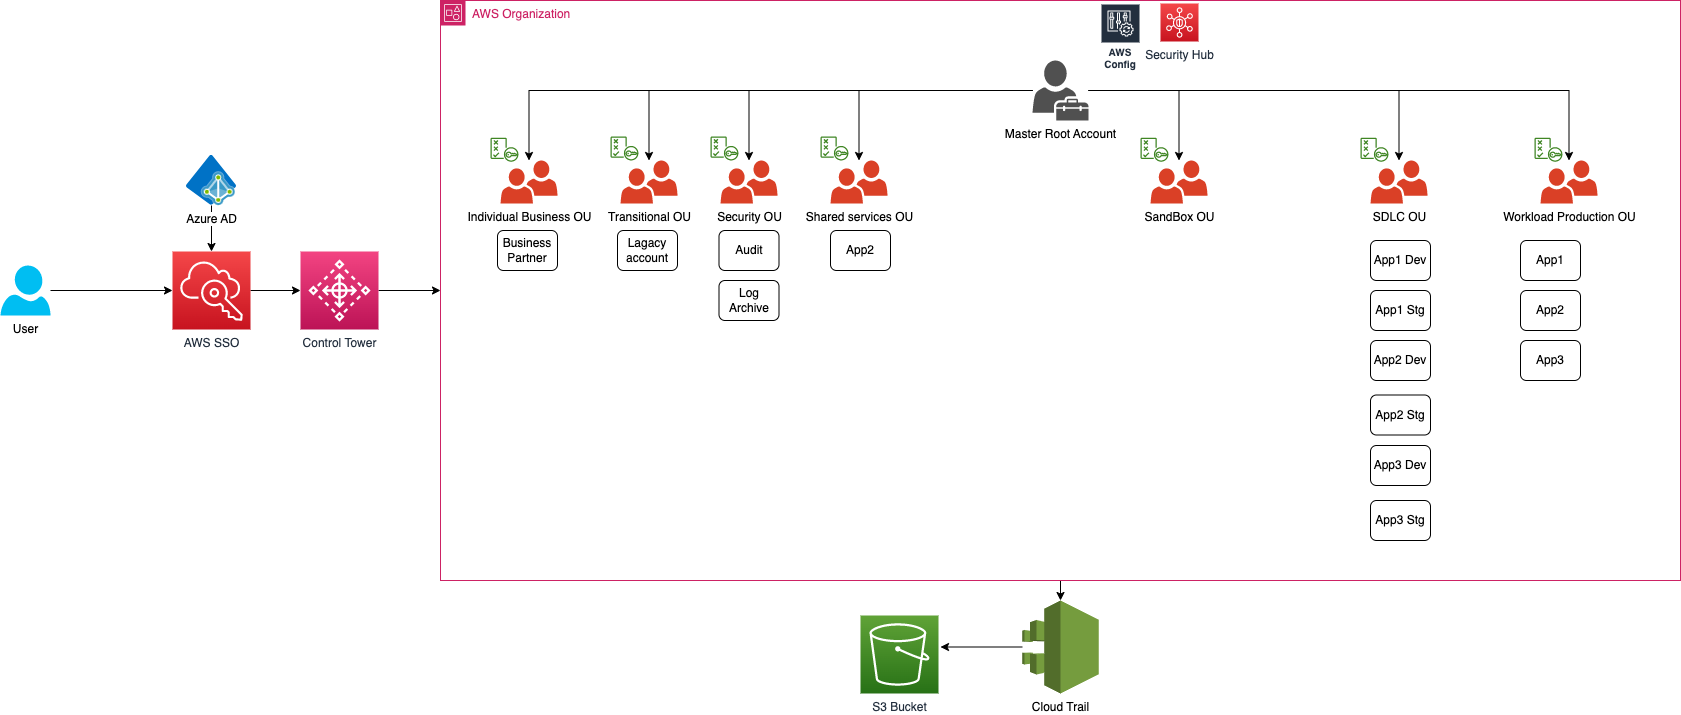 AWS Organization
AWS
Config
Security Hub
Master Root Account
Azure AD
User
AWS SSO
Control Tower
Individual Business OU
Business
Partner
Transitional OU
Lagacy
account
Security OU
Audit
Log
Archive
Shared services OU
App2
SandBox OU
SDLC OU
App1 Dev
App1 Stg
App2 Dev
App2 Stg
App3 Dev
App3 Stg
Workload Production OU
App1
App2
App3
S3 Bucket
Cloud Trail